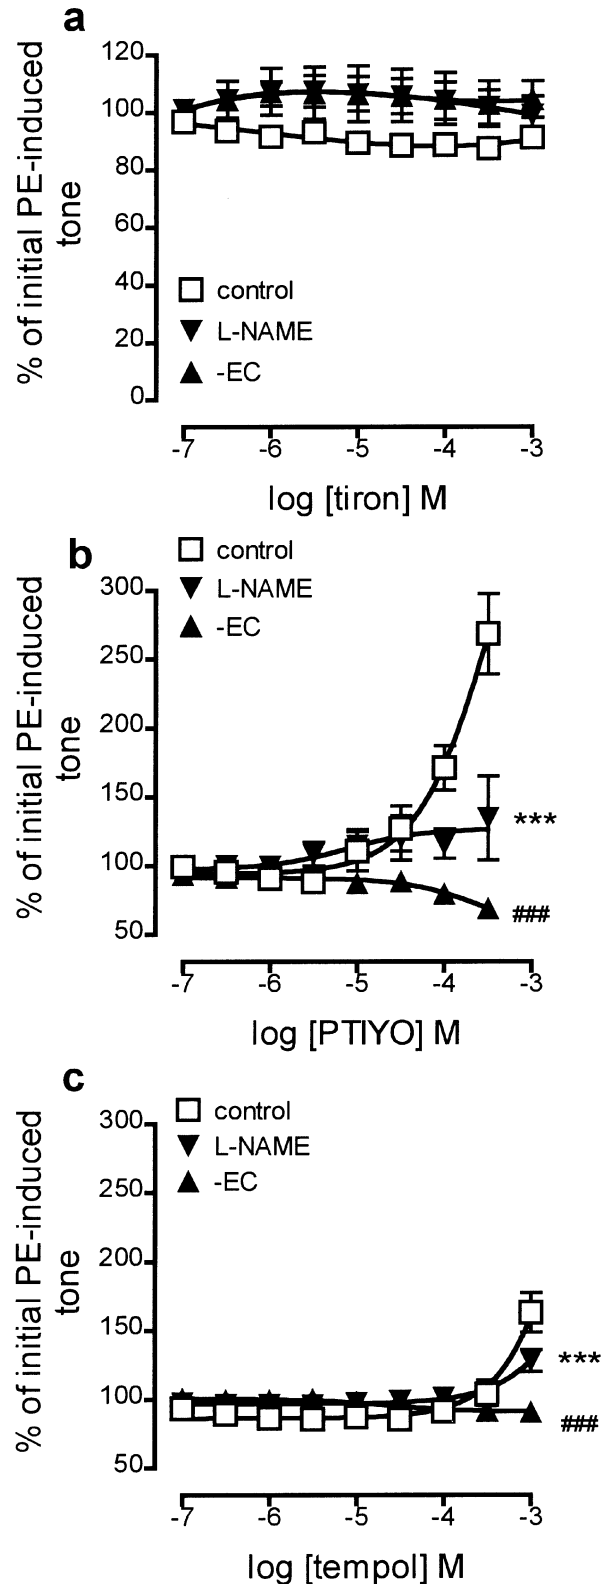 a
% of initial PE-induced
tone
120
100
80
60
40
20
0
control
L-NAME
-EC
-7
-6
-5
-4
-3
log [tiron] M
b
% of initial PE-induced
tone
control
L-NAME
-EC
300
250
200
150
100
50
***
###
-7
-6
-5
-4
-3
log [PTIYO] M
c
% of initial PE-induced
tone
control
L-NAME
-EC
300
250
200
150
100
50
***
###
-7
-6
-5
-4
-3
log [tempol] M